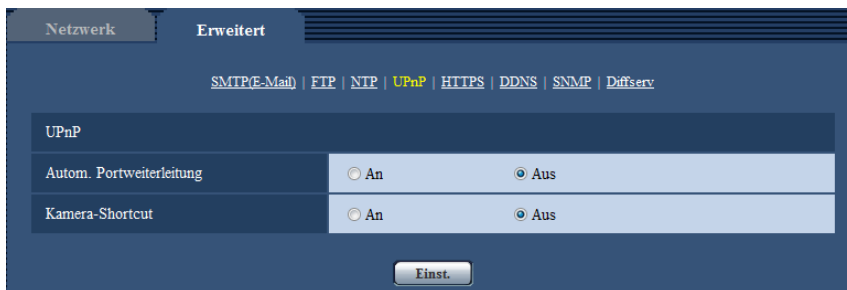 Netzwerk Erweitert
SMTP(E-Mail) | FTP | NTP | UPnP | HTTPS | DDNS | SNMP | Diffserv
UPnP
Autom. Portweiterleitung An Aus
Kamera-Shortcut An Aus
Einst.